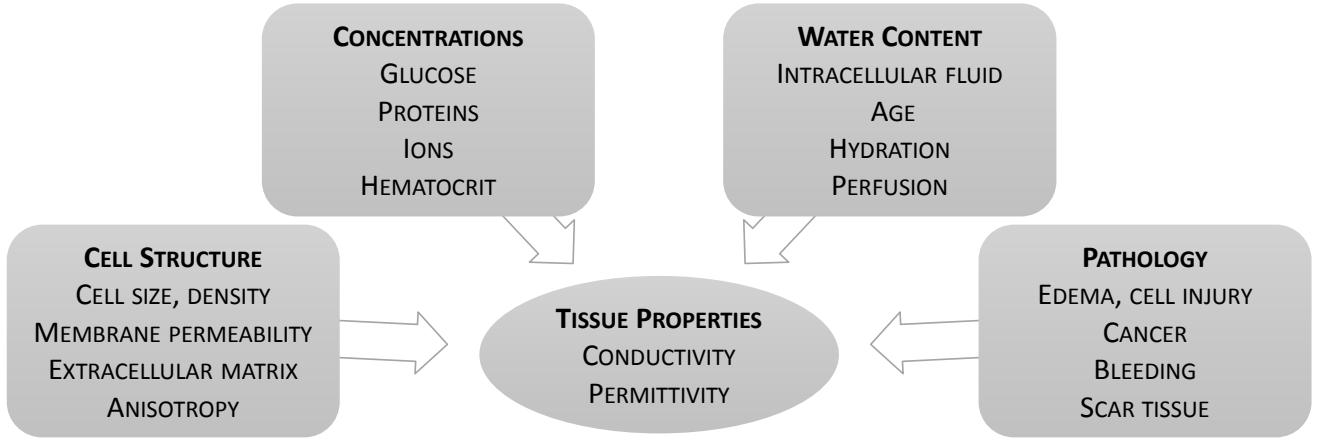 CONCENTRATIONS
GLUCOSE
PROTEINS
IONS
HEMATOCRIT
WATER CONTENT
INTRACELLULAR FLUID
AGE
HYDRATION
PERFUSION
CELL STRUCTURE
CELL SIZE, DENSITY
MEMBRANE PERMEABILITY
EXTRACELLULAR MATRIX
ANISOTROPY
TISSUE PROPERTIES
CONDUCTIVITY
PERMITTIVITY
PATHOLOGY
EDEMA, CELL INJURY
CANCER
BLEEDING
SCAR TISSUE